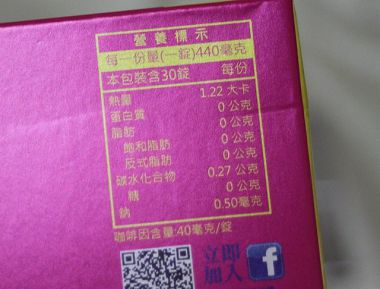 營養標示
每一份量(一錠)440毫克
本包裝含30錠 每份
熱量 1.22 大卡
蛋白質 0 公克
脂肪 0 公克
飽和脂肪 0 公克
反式脂肪 0 公克
碳水化合物 0.27 公克
糖 0 公克
鈉 0.50毫克
咖啡因含量:40毫克/錠
立即
加入
f